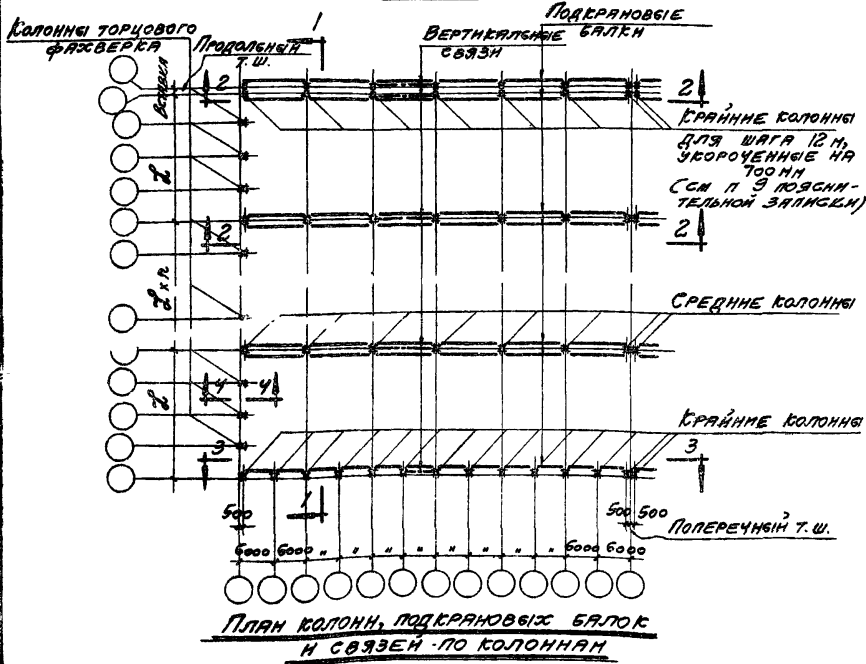 Колонны торцового
фахверка
Продольный
т.ш.
1
Вертикальные
связи
Подкрановые
балки
2
2
Вставка
Крайние колонны
для шага 12 м,
укороченные на
700 мм
(см п 9 поясни-
тельной записки)
L
2
2
L x n
Средние колонны
4
4
L
Крайние колонны
3
3
1
500
500 500
Поперечный т.ш.
6000 6000 " " " " " " " " 6000 6000
План колонн, подкрановых балок
и связей по колоннам